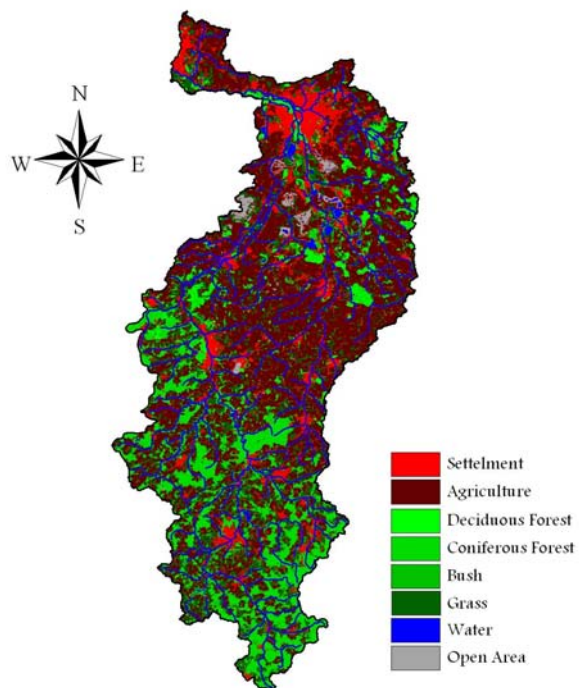 N
W E
S
Settelment
Agriculture
Deciduous Forest
Coniferous Forest
Bush
Grass
Water
Open Area